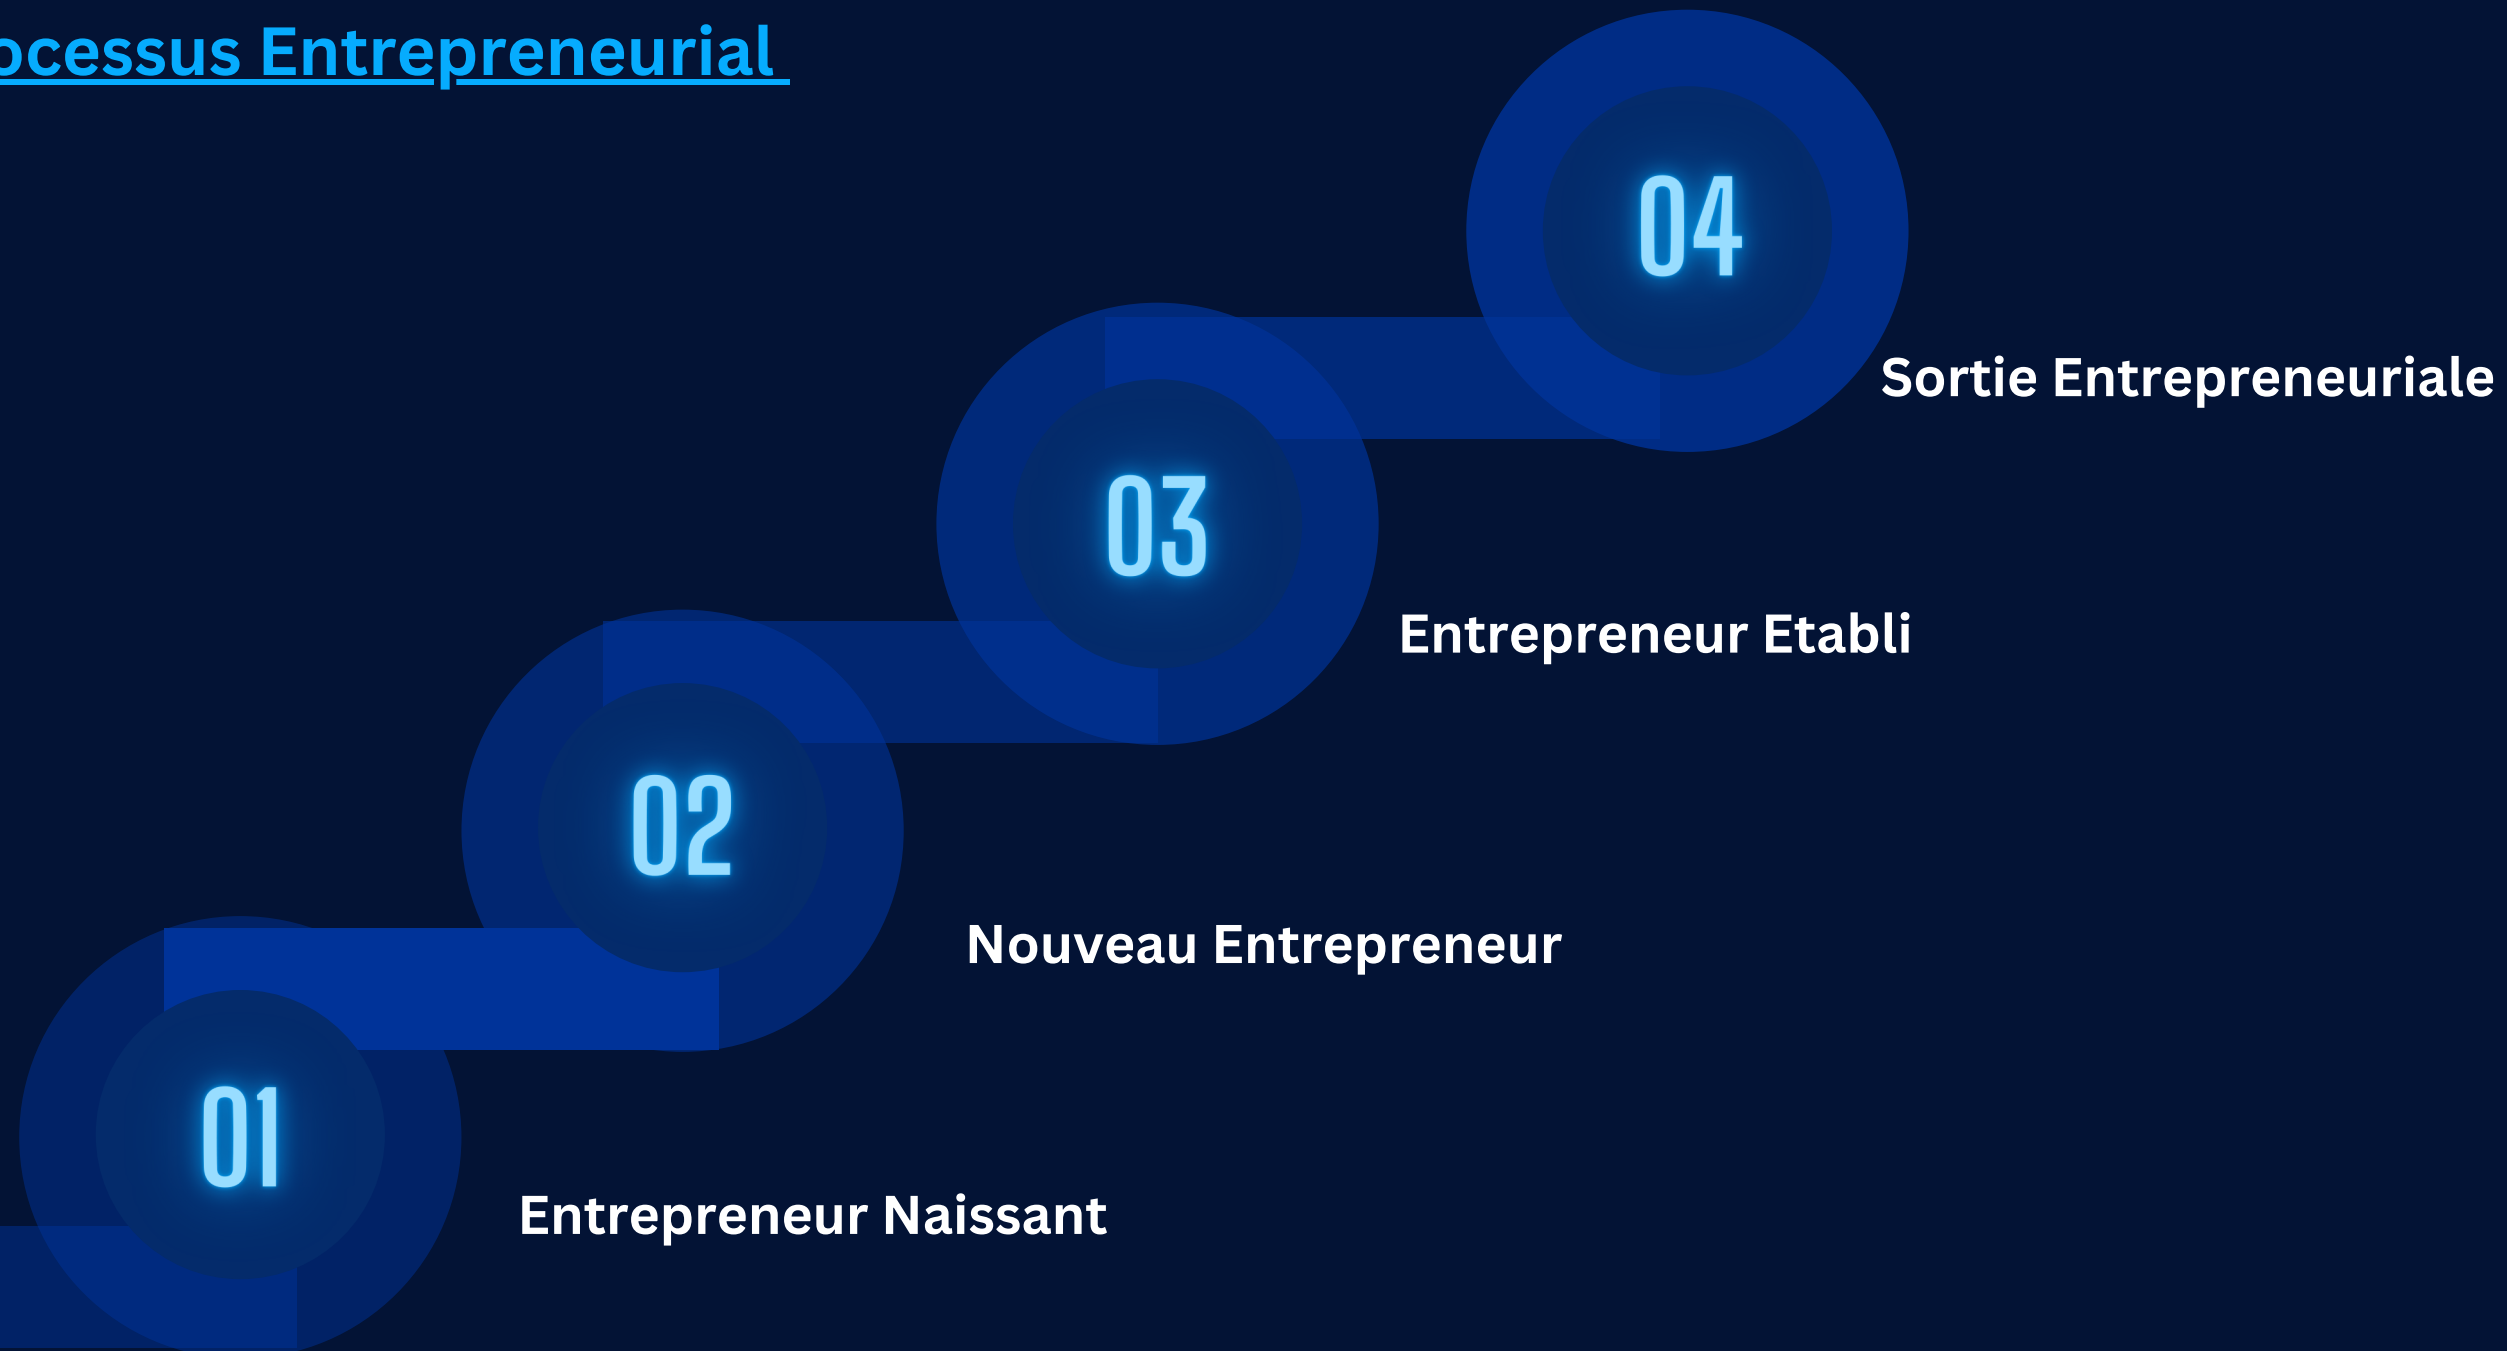 ocessus Entrepreneurial
04
Sortie Entrepreneuriale
03
Entrepreneur Etabli
02
Nouveau Entrepreneur
01
Entrepreneur Naissant